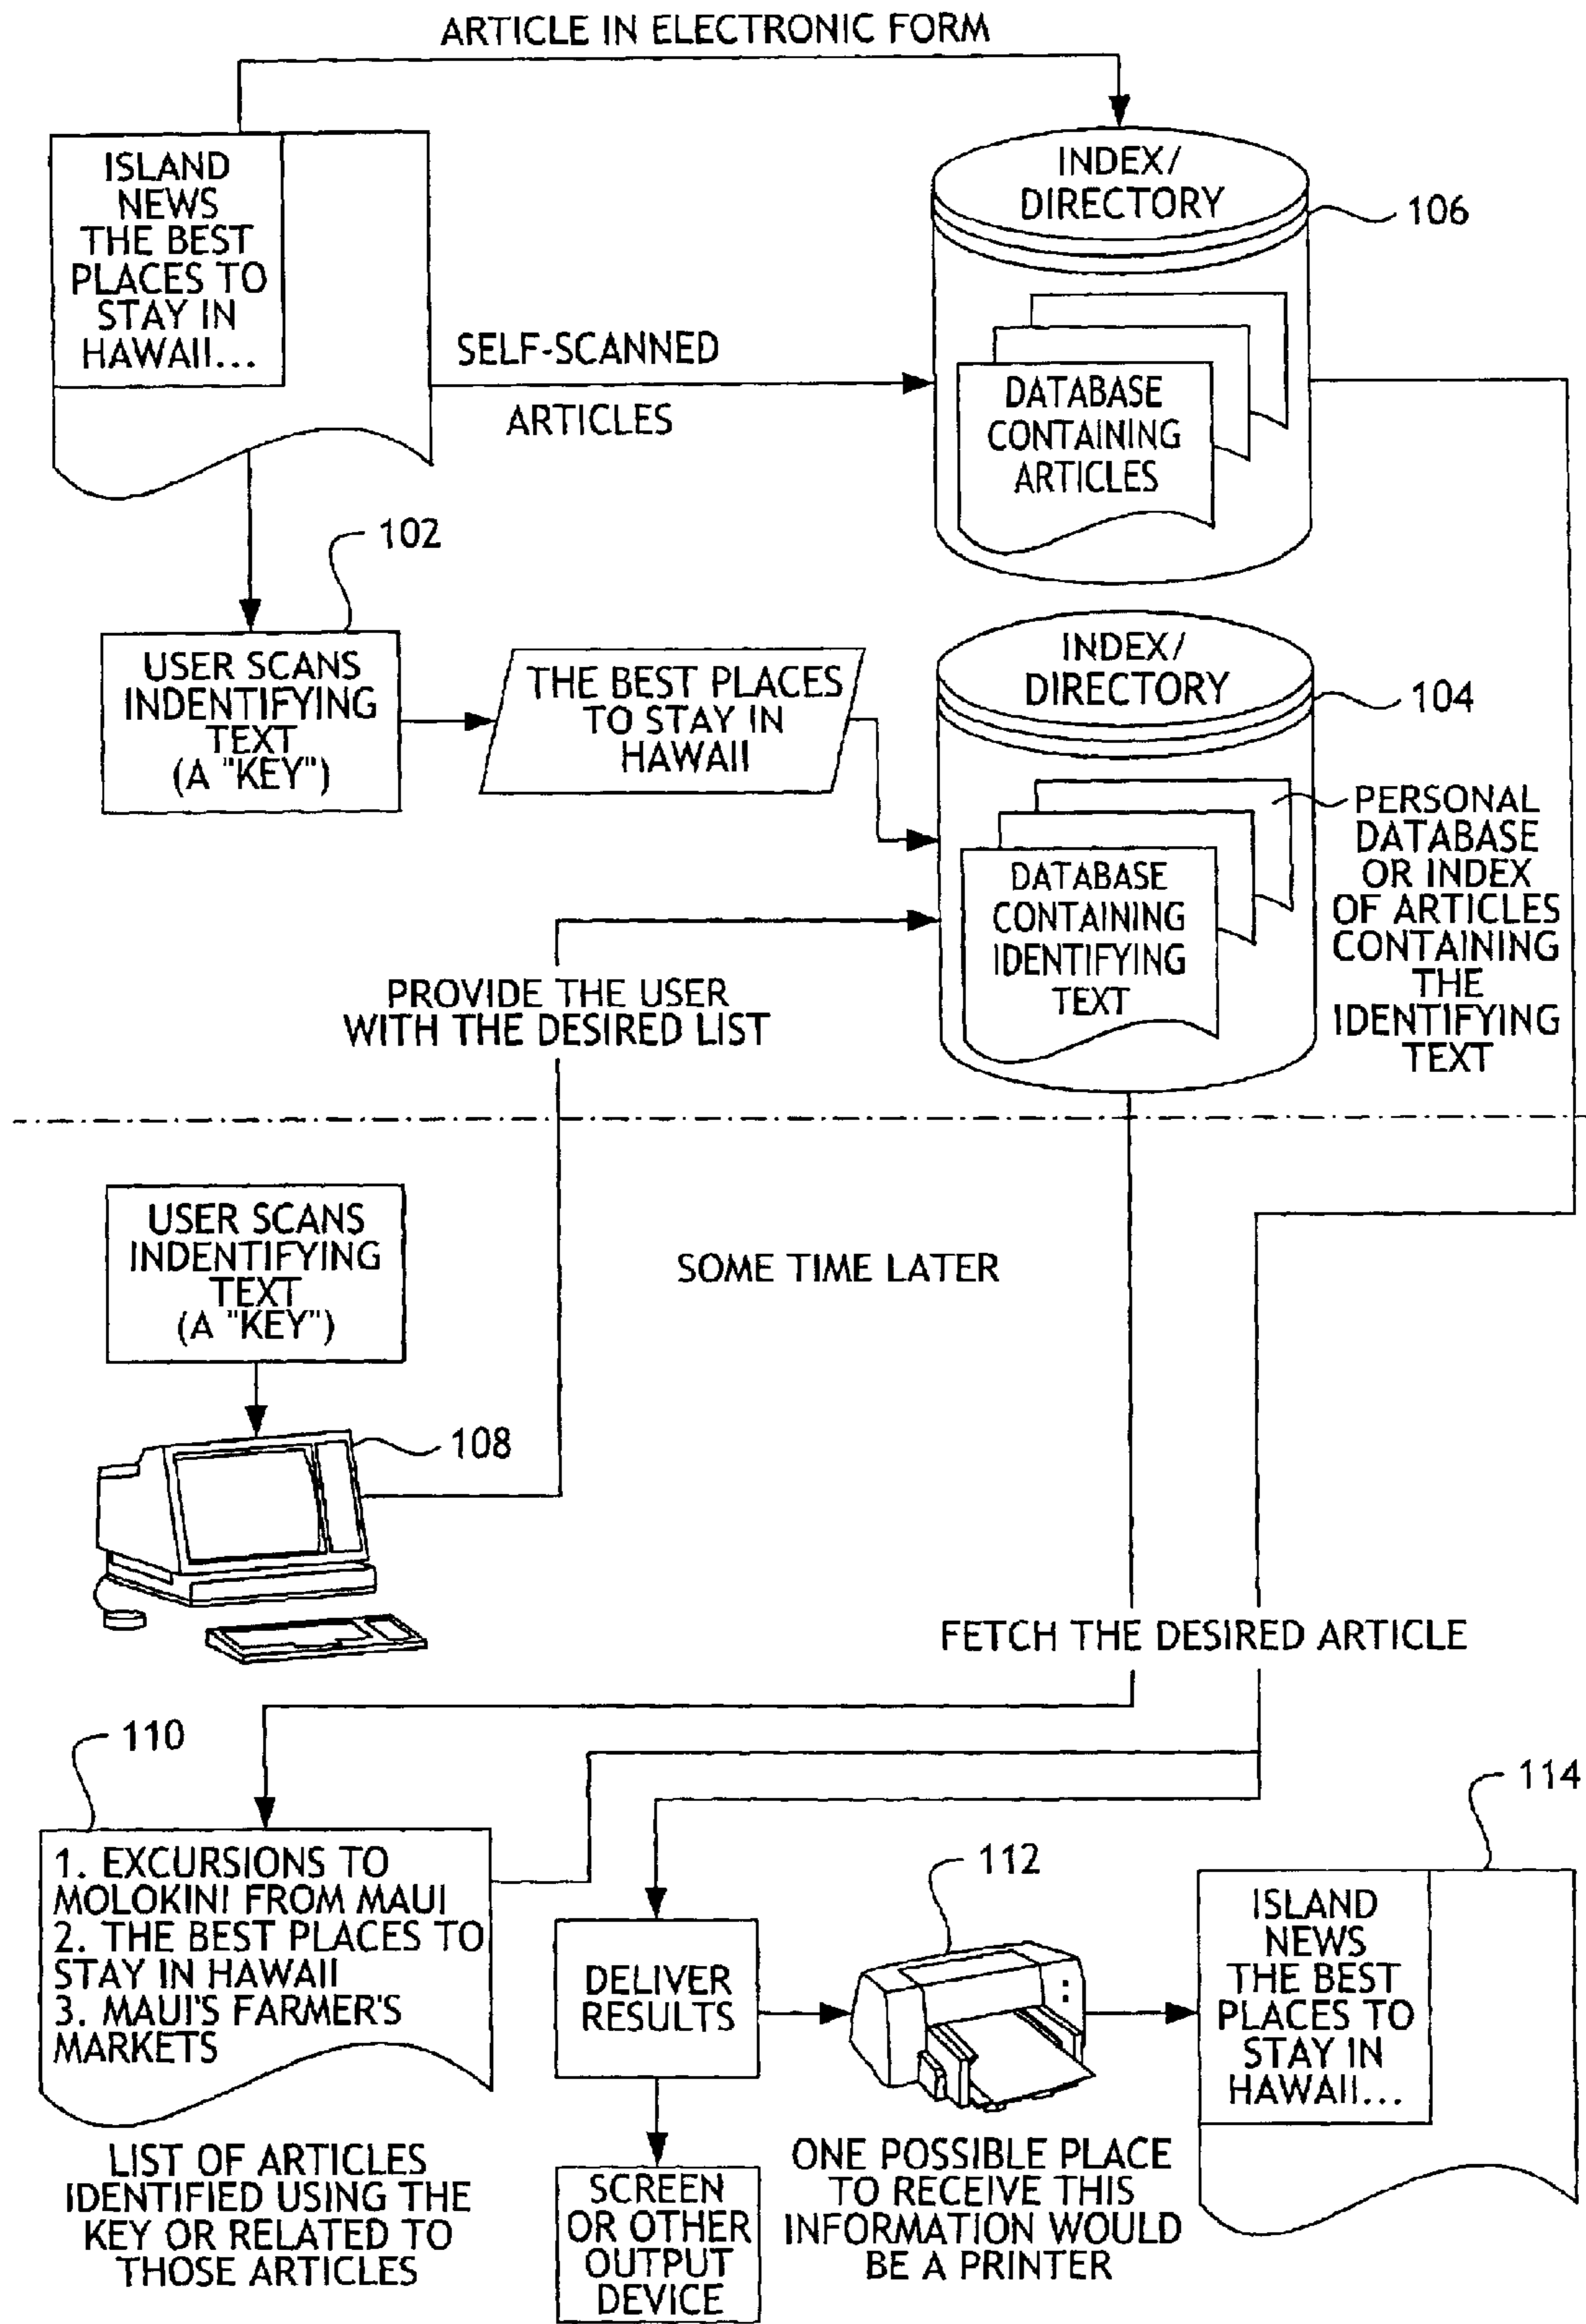 ARTICLE IN ELECTRONIC FORM
ISLAND
NEWS
THE BEST
PLACES TO
STAY IN
HAWAII...
SELF-SCANNED
ARTICLES
INDEX/
DIRECTORY
106
DATABASE
CONTAINING
ARTICLES
102
USER SCANS
INDENTIFYING
TEXT
(A "KEY")
THE BEST PLACES
TO STAY IN
HAWAII
INDEX/
DIRECTORY
104
DATABASE
CONTAINING
IDENTIFYING
TEXT
PERSONAL
DATABASE
OR INDEX
OF ARTICLES
CONTAINING
THE
IDENTIFYING
TEXT
PROVIDE THE USER
WITH THE DESIRED LIST
USER SCANS
INDENTIFYING
TEXT
(A "KEY")
SOME TIME LATER
108
FETCH THE DESIRED ARTICLE
110
1. EXCURSIONS TO
MOLOKINI FROM MAUI
2. THE BEST PLACES TO
STAY IN HAWAII
3. MAUI'S FARMER'S
MARKETS
LIST OF ARTICLES
IDENTIFIED USING THE
KEY OR RELATED TO
THOSE ARTICLES
DELIVER
RESULTS
SCREEN
OR OTHER
OUTPUT
DEVICE
112
ONE POSSIBLE PLACE
TO RECEIVE THIS
INFORMATION WOULD
BE A PRINTER
114
ISLAND
NEWS
THE BEST
PLACES TO
STAY IN
HAWAII...